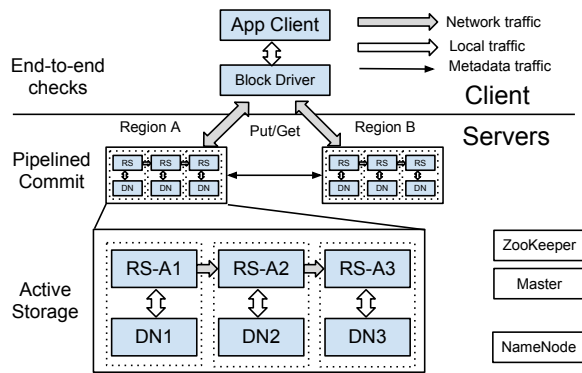 App Client
Network traffic
Local traffic
Metadata traffic
End-to-end
checks
Block Driver
Client
Region A
Put/Get
Region B
Servers
Pipelined
Commit
RS RS RS
DN DN DN
RS RS RS
DN DN DN
Active
Storage
RS-A1 RS-A2 RS-A3
DN1 DN2 DN3
ZooKeeper
Master
NameNode